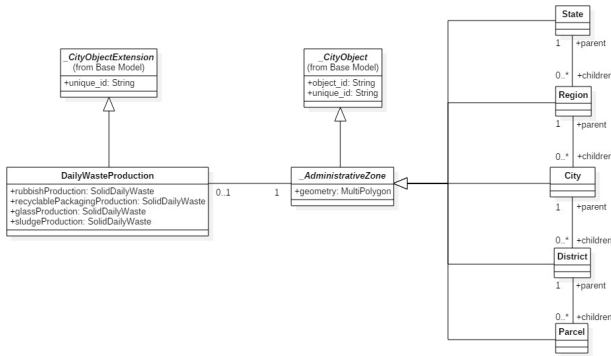 State
1 +parent
0..* +children
Region
1 +parent
0..* +children
City
1 +parent
0..* +children
District
1 +parent
0..* +children
Parcel
_CityObjectExtension
(from Base Model)
+unique_id: String
_CityObject
(from Base Model)
+object_id: String
+unique_id: String
DailyWasteProduction
+rubbishProduction: SolidDailyWaste
+recyclablePackagingProduction: SolidDailyWaste
+glassProduction: SolidDailyWaste
+sludgeProduction: SolidDailyWaste
0..1 1
_AdministrativeZone
+geometry: MultiPolygon